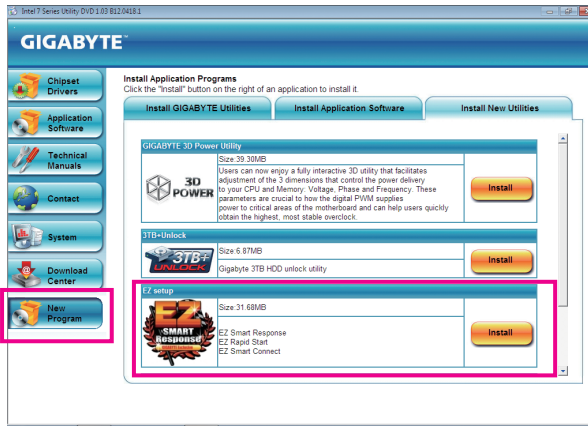 Intel 7 Series Utility DVD 1.03 B12.0418.1
GIGABYTE™
Chipset
Drivers
Application
Software
Technical
Manuals
Contact
System
Download
Center
New
Program
Install Application Programs
Click the "Install" button on the right of an application to install it.
Install GIGABYTE Utilities
Install Application Software
Install New Utilities
GIGABYTE 3D Power Utility
3D
POWER
Size:39.30MB
Users can now enjoy a fully interactive 3D utility that facilitates
adjustment of the 3 dimensions that control the power delivery
to your CPU and Memory: Voltage, Phase and Frequency. These
parameters are crucial to how the digital PWM supplies
power to critical areas of the motherboard and can help users quickly
obtain the highest, most stable overclock.
Install
3TB+Unlock
3TB+
UNLOCK
Size:6.87MB
Gigabyte 3TB HDD unlock utility
Install
EZ setup
EZ
SMART
Response
Size:31.68MB
EZ Smart Response
EZ Rapid Start
EZ Smart Connect
Install